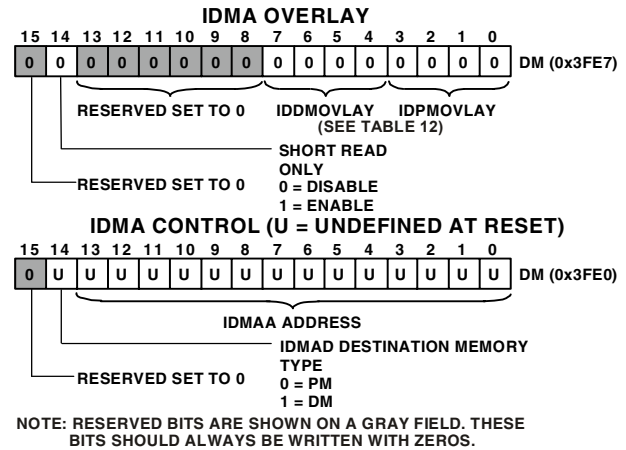 IDMA OVERLAY
15 14 13 12 11 10 9 8 7 6 5 4 3 2 1 0
0 0 0 0 0 0 0 0 0 0 0 0 0 0 0 0 DM (0x3FE7)
RESERVED SET TO 0 IDDMOVLAY IDPMOVLAY
(SEE TABLE 12)
SHORT READ
ONLY
RESERVED SET TO 0 0 = DISABLE
1 = ENABLE
IDMA CONTROL (U = UNDEFINED AT RESET)
15 14 13 12 11 10 9 8 7 6 5 4 3 2 1 0
0 U U U U U U U U U U U U U U U DM (0x3FE0)
IDMAA ADDRESS
IDMAD DESTINATION MEMORY
TYPE
RESERVED SET TO 0 0 = PM
1 = DM
NOTE: RESERVED BITS ARE SHOWN ON A GRAY FIELD. THESE
BITS SHOULD ALWAYS BE WRITTEN WITH ZEROS.